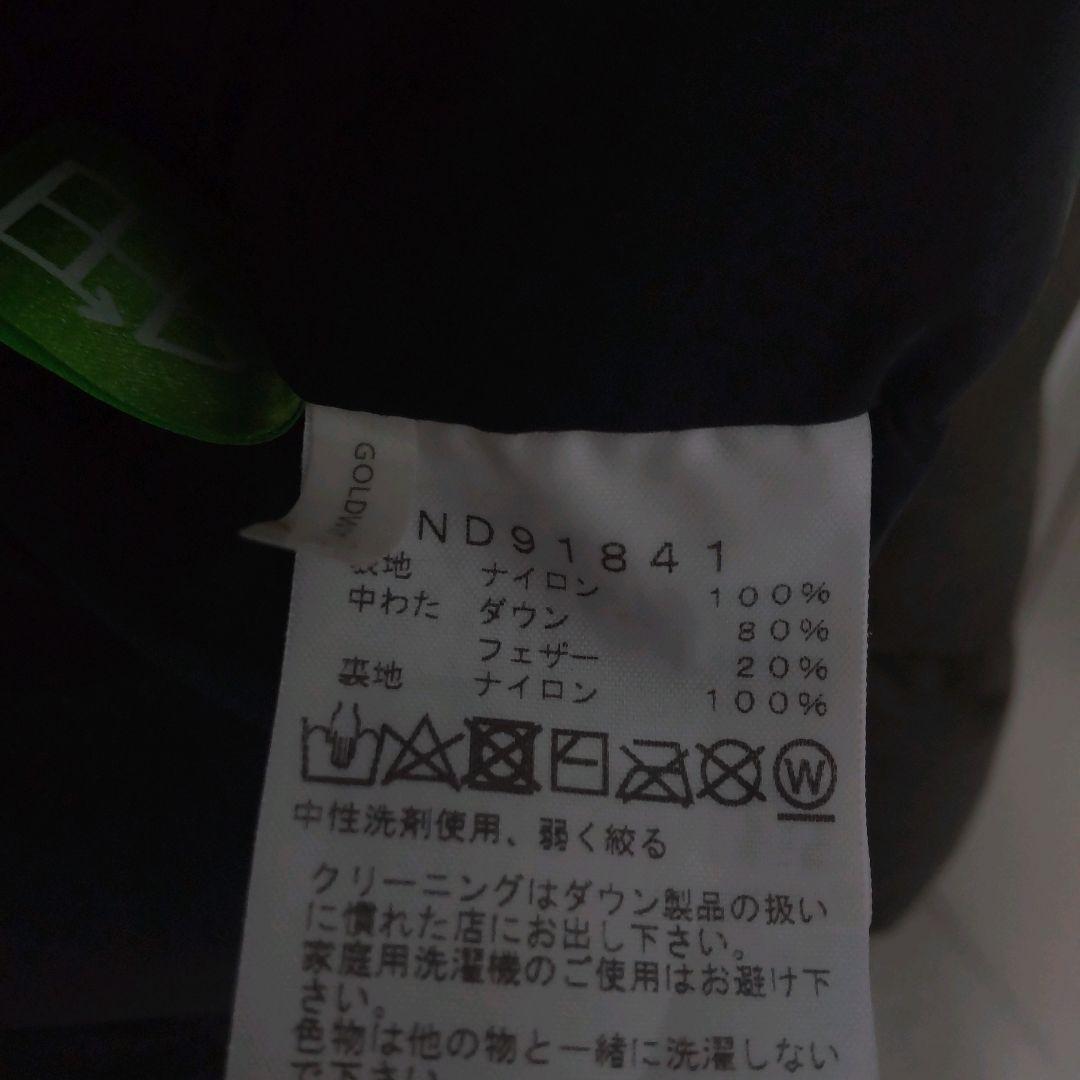 ND91841
表地 ナイロン 100%
中わた ダウン 80%
フェザー 20%
裏地 ナイロン 100%
W
中性洗剤使用、弱く絞る
クリーニングはダウン製品の扱い
に慣れた店にお出し下さい。
家庭用洗濯機のご使用はお避け下
さい。
色物は他の物と一緒に洗濯しない
で下さい。